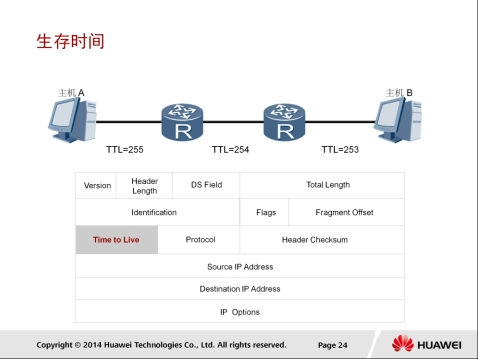 生存时间
主机 A
主机 B
R
R
TTL=255
TTL=254
TTL=253
Version
Header
Length
DS Field
Total Length
Identification
Flags
Fragment Offset
Time to Live
Protocol
Header Checksum
Source IP Address
Destination IP Address
IP Options
Copyright © 2014 Huawei Technologies Co., Ltd. All rights reserved.
Page 24
HUAWEI